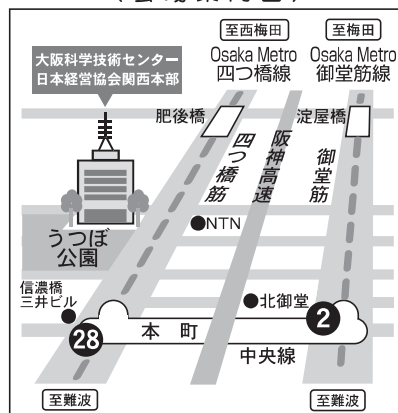 至西梅田
至梅田
大阪科学技術センター
日本経営協会関西本部
Osaka Metro
四つ橋線
Osaka Metro
御堂筋線
肥後橋
淀屋橋
四つ橋筋
阪神高速
御堂筋
NTN
うつぼ
公園
信濃橋
三井ビル
北御堂
2
28
本町
中央線
至難波
至難波